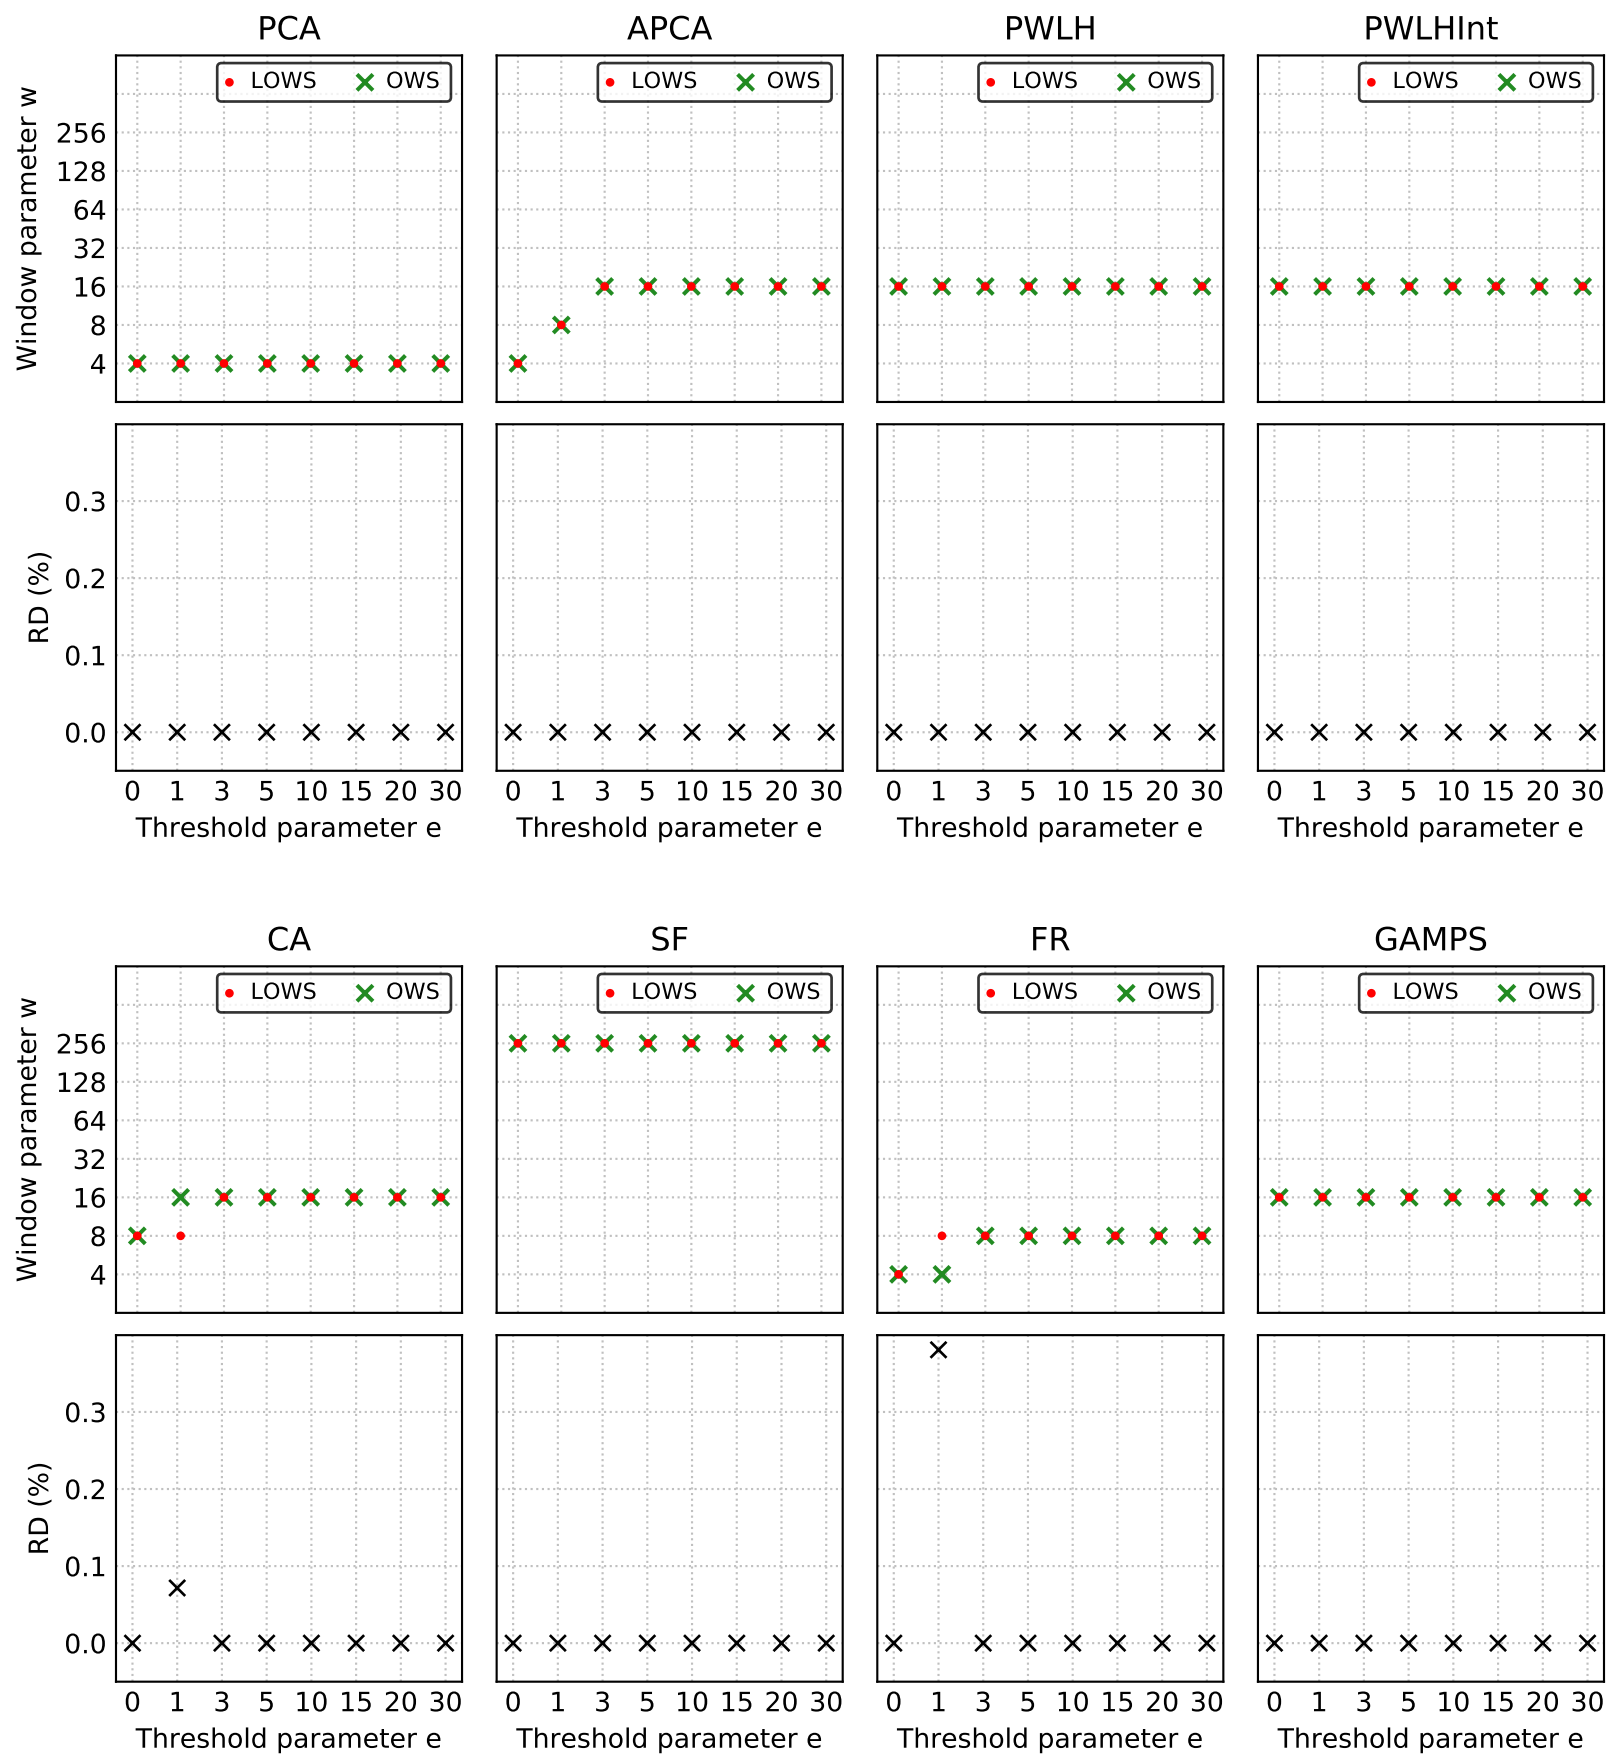 PCA APCA PWLH PWLHInt
LOWS OWS LOWS OWS LOWS OWS LOWS OWS
Window parameter w
256
128
64
32
16
8
4
RD (%)
0.3
0.2
0.1
0.0
0 1 3 5 10 15 20 30 0 1 3 5 10 15 20 30 0 1 3 5 10 15 20 30 0 1 3 5 10 15 20 30
Threshold parameter e Threshold parameter e Threshold parameter e Threshold parameter e
CA SF FR GAMPS
LOWS OWS LOWS OWS LOWS OWS LOWS OWS
Window parameter w
256
128
64
32
16
8
4
RD (%)
0.3
0.2
0.1
0.0
0 1 3 5 10 15 20 30 0 1 3 5 10 15 20 30 0 1 3 5 10 15 20 30 0 1 3 5 10 15 20 30
Threshold parameter e Threshold parameter e Threshold parameter e Threshold parameter e